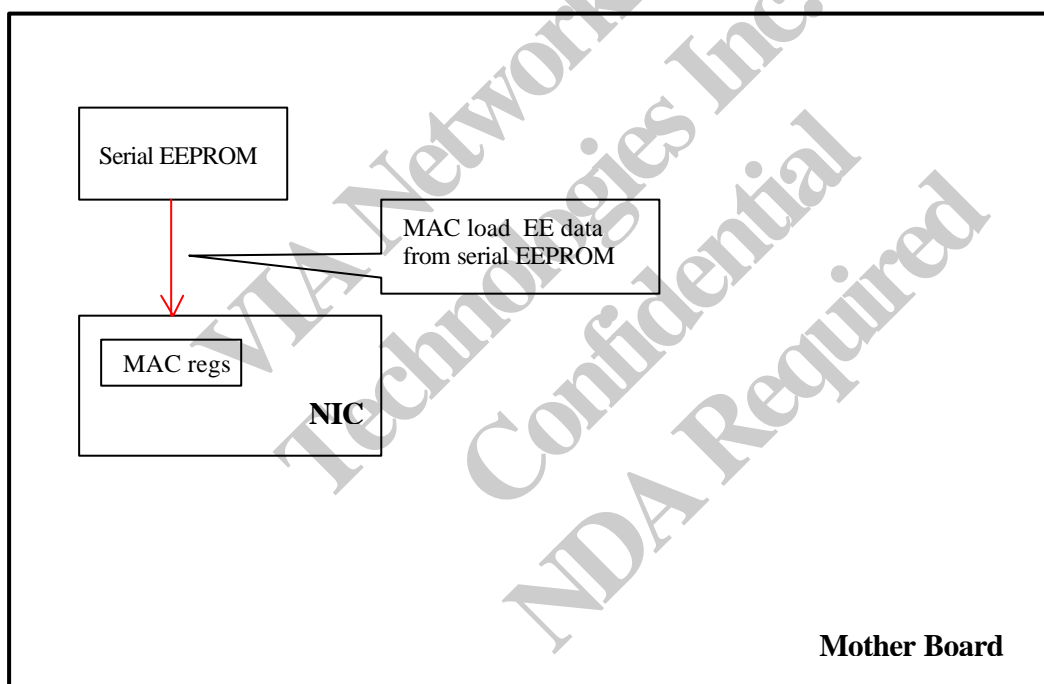 Serial EEPROM
MAC load EE data
from serial EEPROM
MAC regs
NIC
Mother Board
VIA Network
Technologies Inc.
Confidential
NDA Required